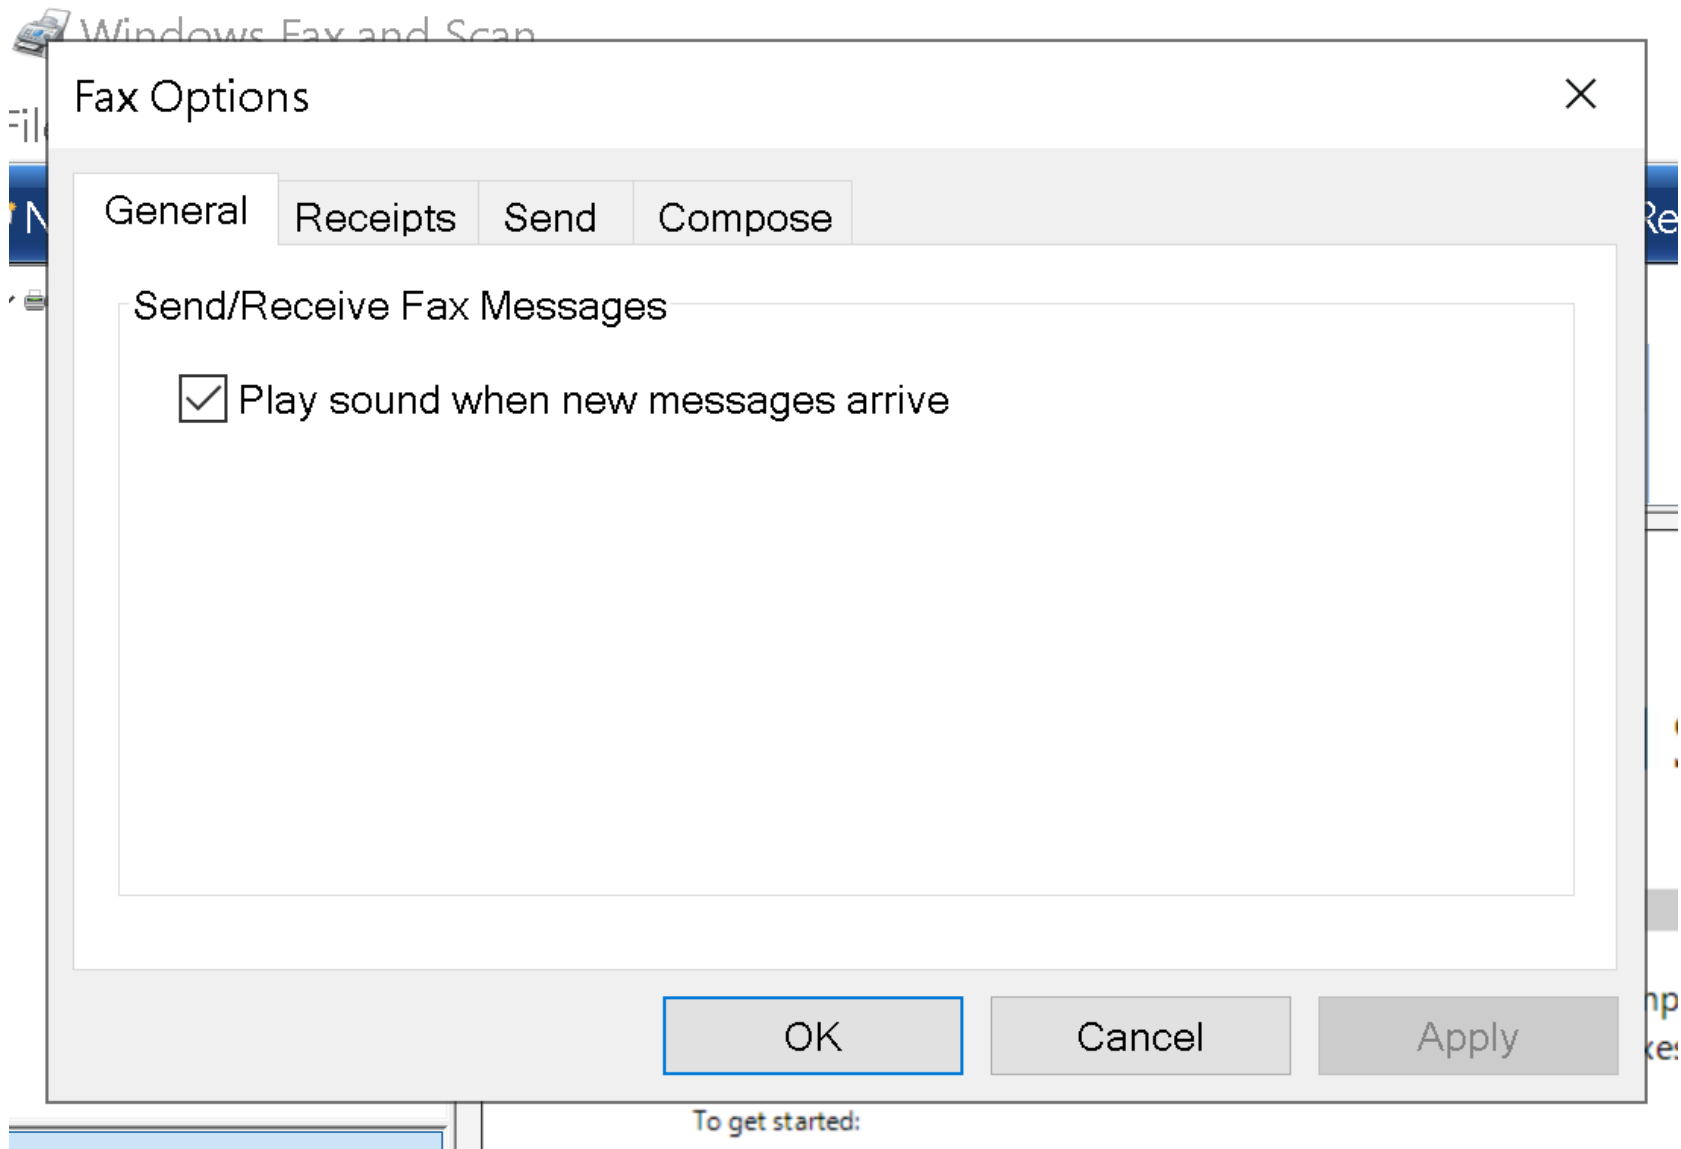 Windows Fax and Scan
Fax Options
File
General
Receipts
Send
Compose
Send/Receive Fax Messages
Play sound when new messages arrive
OK
Cancel
Apply
To get started: